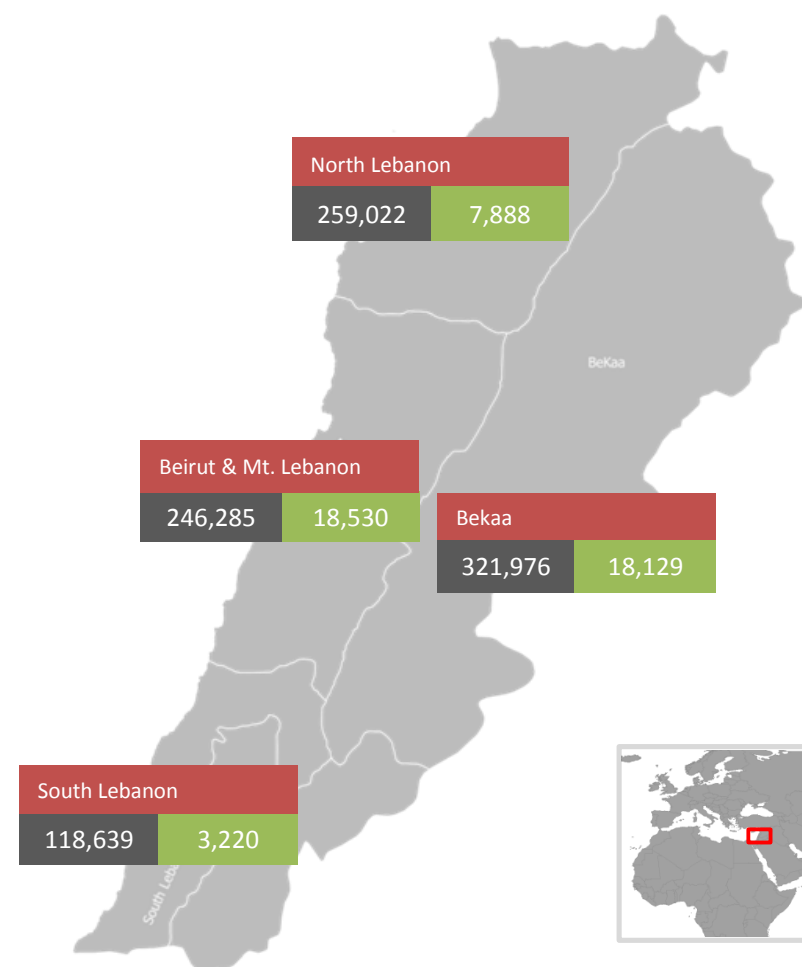 North Lebanon
259,022 7,888
BeKaa
Beirut & Mt. Lebanon
246,285 18,530
Bekaa
321,976 18,129
South Lebanon
118,639 3,220
South